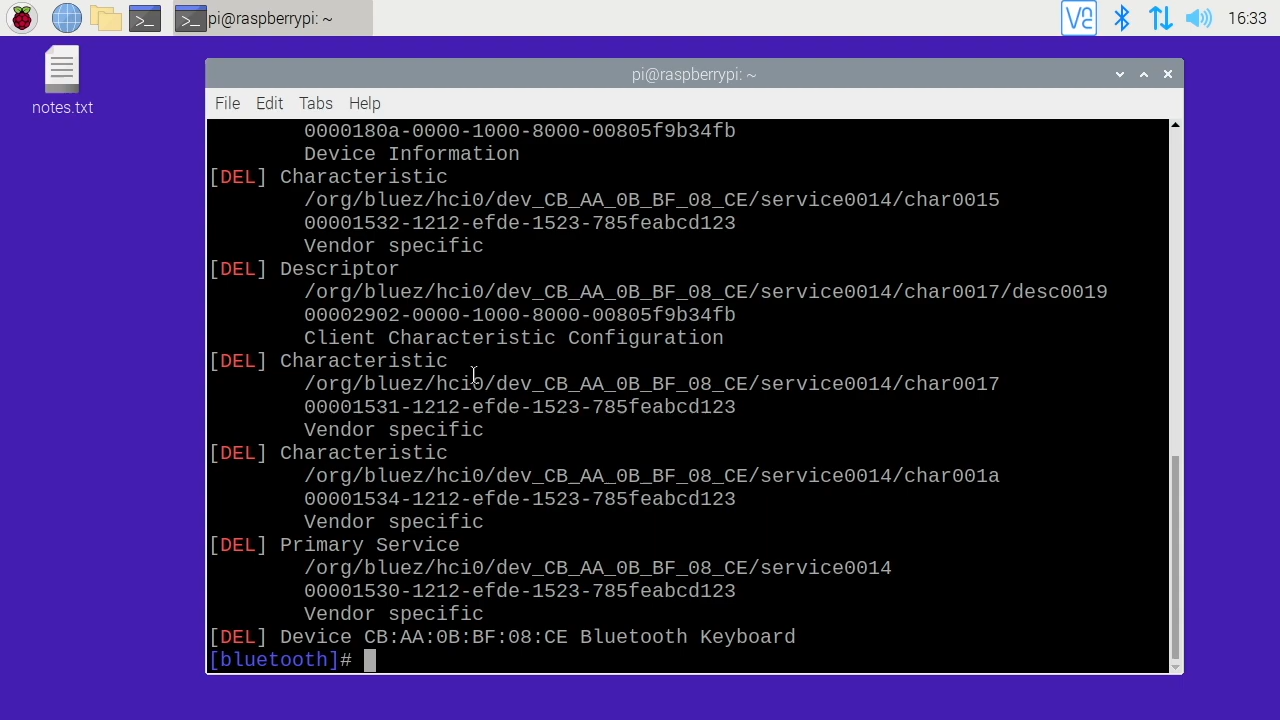 pi@raspberrypi: ~
16:33
notes.txt
pi@raspberrypi: ~
File Edit Tabs Help
0000180a-0000-1000-8000-00805f9b34fb
Device Information
[DEL] Characteristic
/org/bluez/hci0/dev_CB_AA_0B_BF_08_CE/service0014/char0015
00001532-1212-efde-1523-785feabcd123
Vendor specific
[DEL] Descriptor
/org/bluez/hci0/dev_CB_AA_0B_BF_08_CE/service0014/char0017/desc0019
00002902-0000-1000-8000-00805f9b34fb
Client Characteristic Configuration
[DEL] Characteristic
/org/bluez/hci0/dev_CB_AA_0B_BF_08_CE/service0014/char0017
00001531-1212-efde-1523-785feabcd123
Vendor specific
[DEL] Characteristic
/org/bluez/hci0/dev_CB_AA_0B_BF_08_CE/service0014/char001a
00001534-1212-efde-1523-785feabcd123
Vendor specific
[DEL] Primary Service
/org/bluez/hci0/dev_CB_AA_0B_BF_08_CE/service0014
00001530-1212-efde-1523-785feabcd123
Vendor specific
[DEL] Device CB:AA:0B:BF:08:CE Bluetooth Keyboard
[bluetooth]#